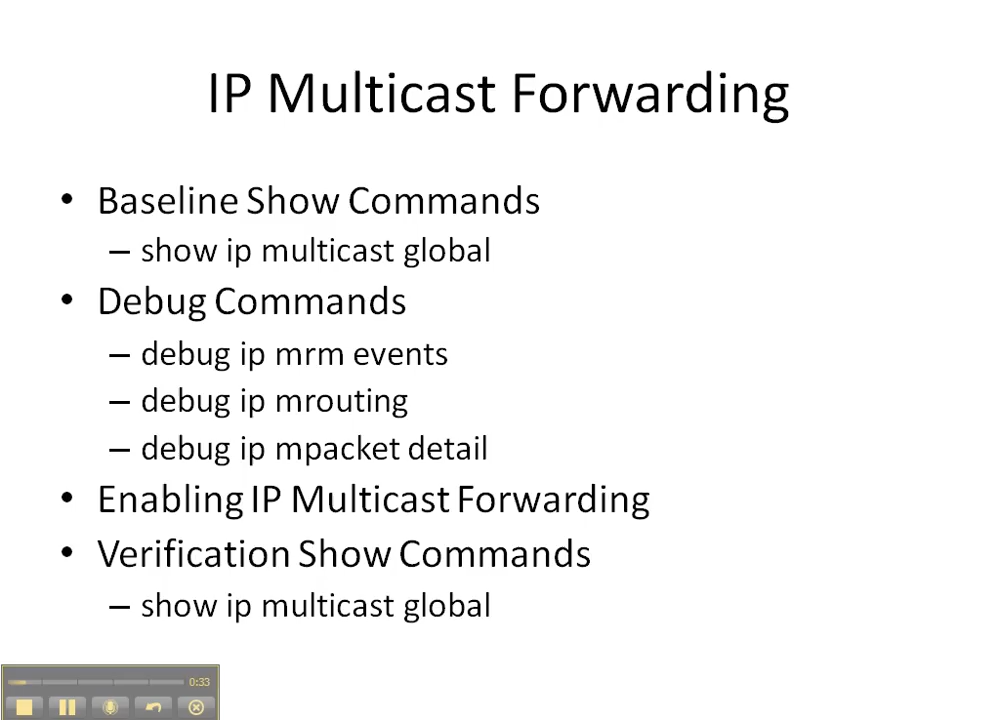 IP Multicast Forwarding
• Baseline Show Commands
– show ip multicast global
• Debug Commands
– debug ip mrm events
– debug ip mrouting
– debug ip mpacket detail
• Enabling IP Multicast Forwarding
• Verification Show Commands
– show ip multicast global
0:33